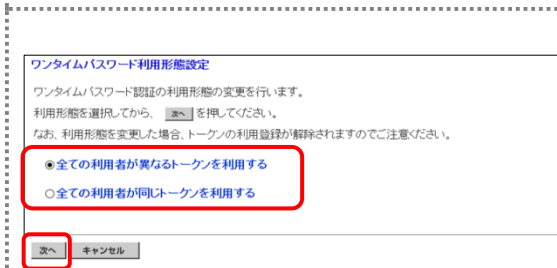 ワンタイムパスワード利用形態設定
ワンタイムパスワード認証の利用形態の変更を行います。
利用形態を選択してから、 次へ を押してください。
なお、利用形態を変更した場合、トークンの利用登録が解除されますのでご注意ください。
全ての利用者が異なるトークンを利用する
全ての利用者が同じトークンを利用する
次へ キャンセル